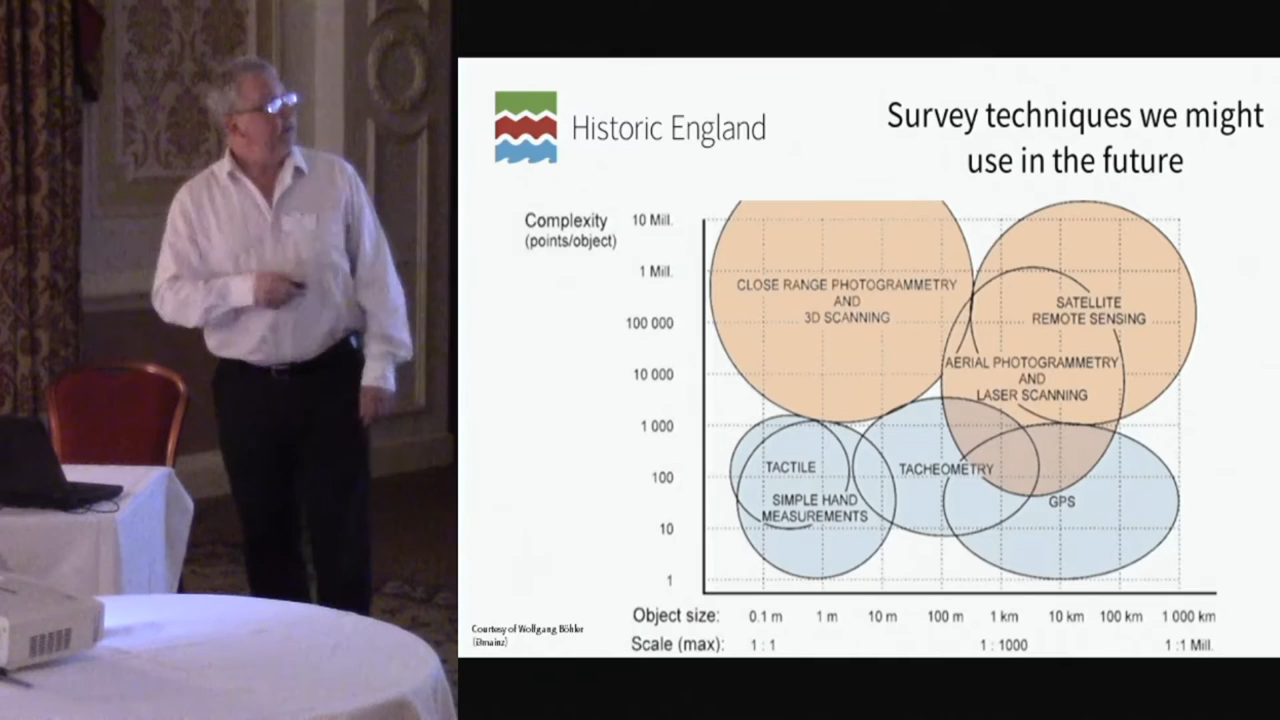 Historic England
Survey techniques we might
use in the future
Complexity
(points/object)
10 Mill.
1 Mill.
100 000
10 000
1 000
100
10
1
CLOSE RANGE PHOTOGRAMMETRY
AND
3D SCANNING
SATELLITE
REMOTE SENSING
AERIAL PHOTOGRAMMETRY
AND
LASER SCANNING
TACTILE
SIMPLE HAND
MEASUREMENTS
TACHEOMETRY
GPS
Object size: 0.1 m 1 m 10 m 100 m 1 km 10 km 100 km 1 000 km
Scale (max): 1 : 1 1 : 1000 1 :1 Mill.
Courtesy of Wolfgang Böhler